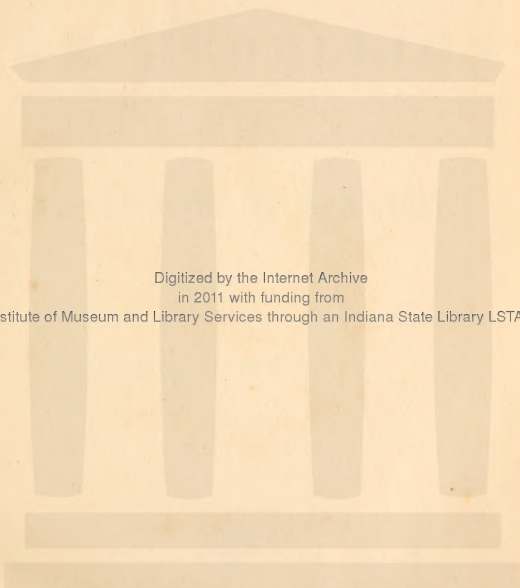 Digitized by the Internet Archive
in 2011 with funding from
stitute of Museum and Library Services through an Indiana State Library LSTA